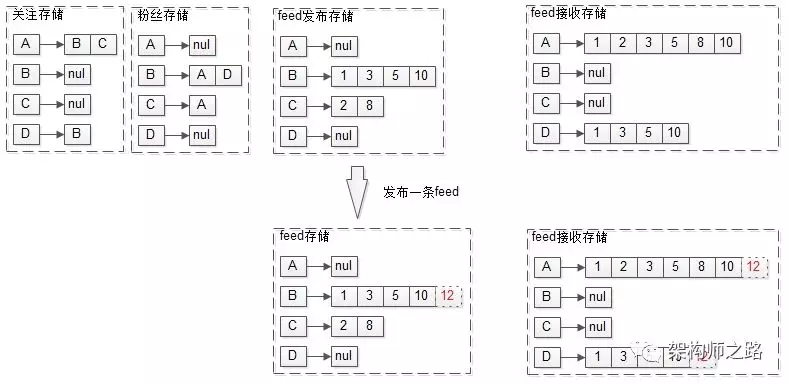 关注存储
A B C
B nul
C nul
D B
粉丝存储
A nul
B A D
C A
D nul
feed发布存储
A nul
B 1 3 5 10
C 2 8
D nul
feed接收存储
A 1 2 3 5 8 10
B nul
C nul
D 1 3 5 10
发布一条feed
feed存储
A nul
B 1 3 5 10 12
C 2 8
D nul
feed接收存储
A 1 2 3 5 8 10 12
B nul
C nul
D 1 3 10 12
架构师之路